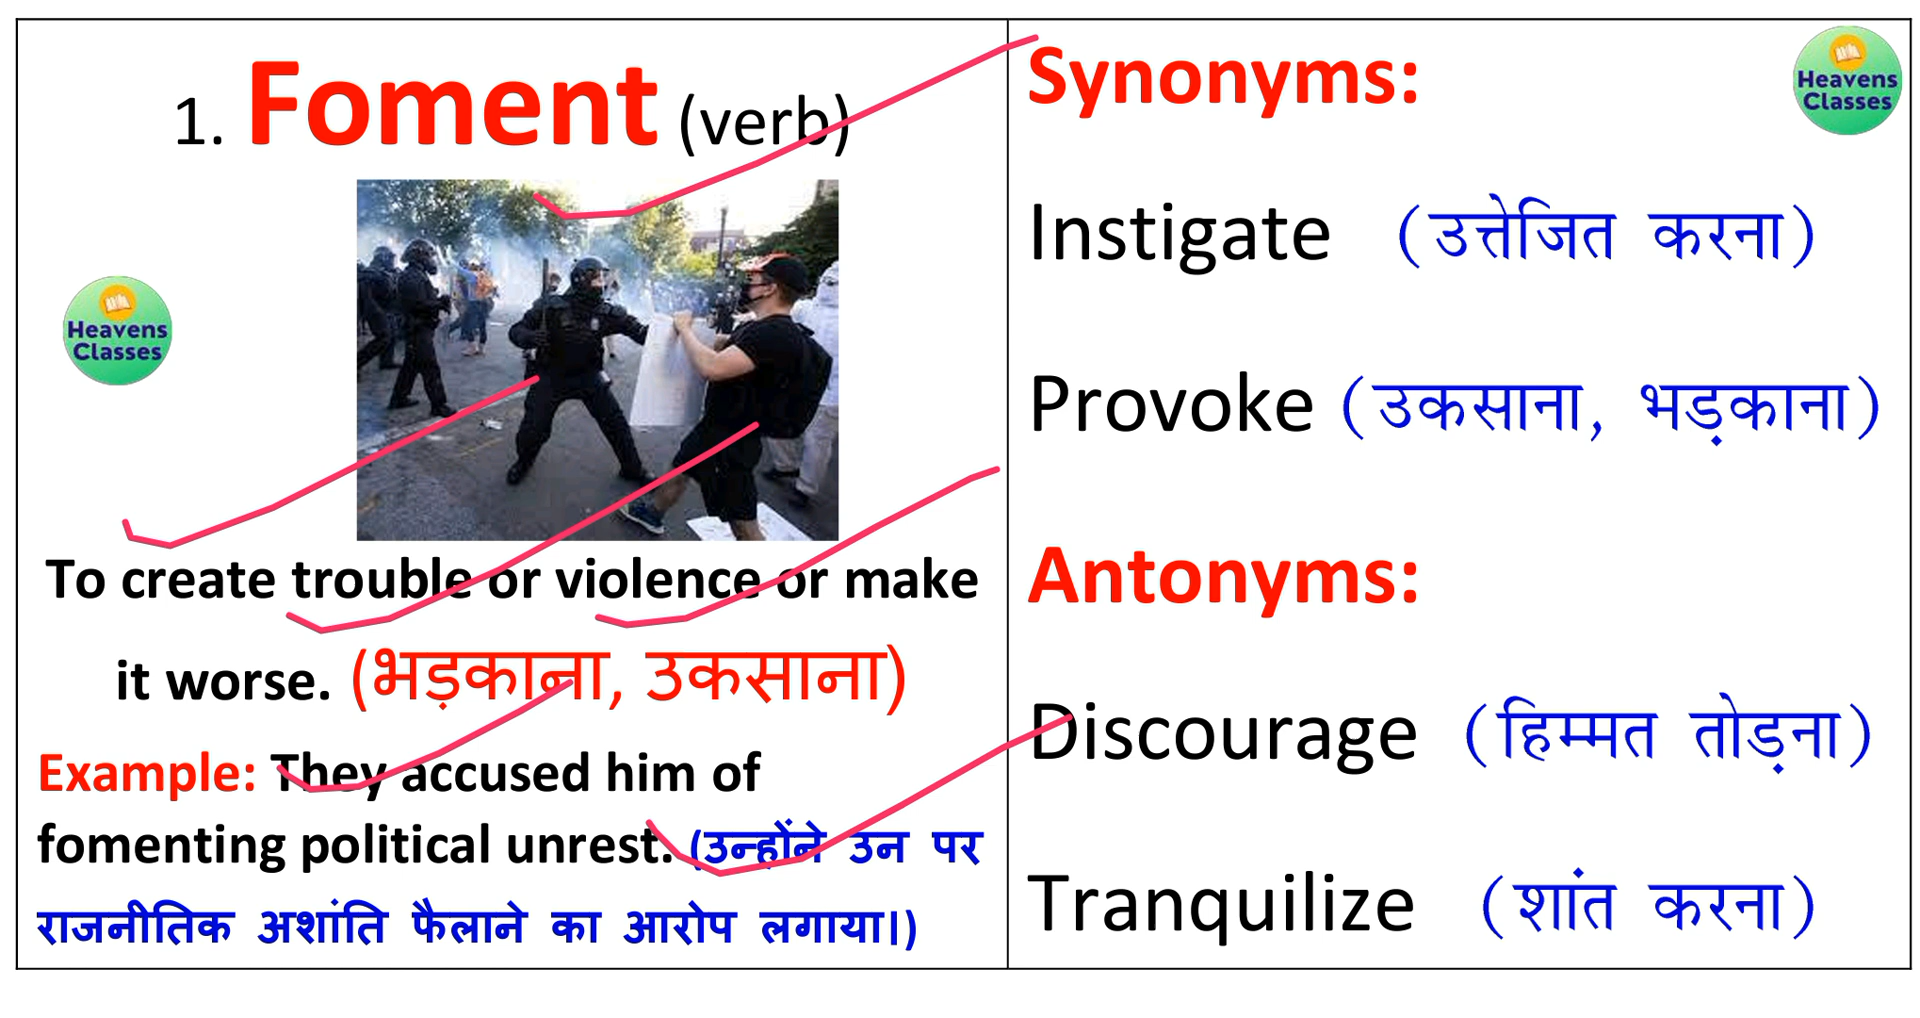 1. Foment (verb)
Heavens
Classes
To create trouble or violence or make
it worse. (भड़काना, उकसाना)
Example: They accused him of
fomenting political unrest. (उन्होंने उन पर
राजनीतिक अशांति फैलाने का आरोप लगाया।)
Synonyms:
Heavens
Classes
Instigate (उत्तेजित करना)
Provoke (उकसाना, भड़काना)
Antonyms:
Discourage (हिम्मत तोड़ना)
Tranquilize (शांत करना)